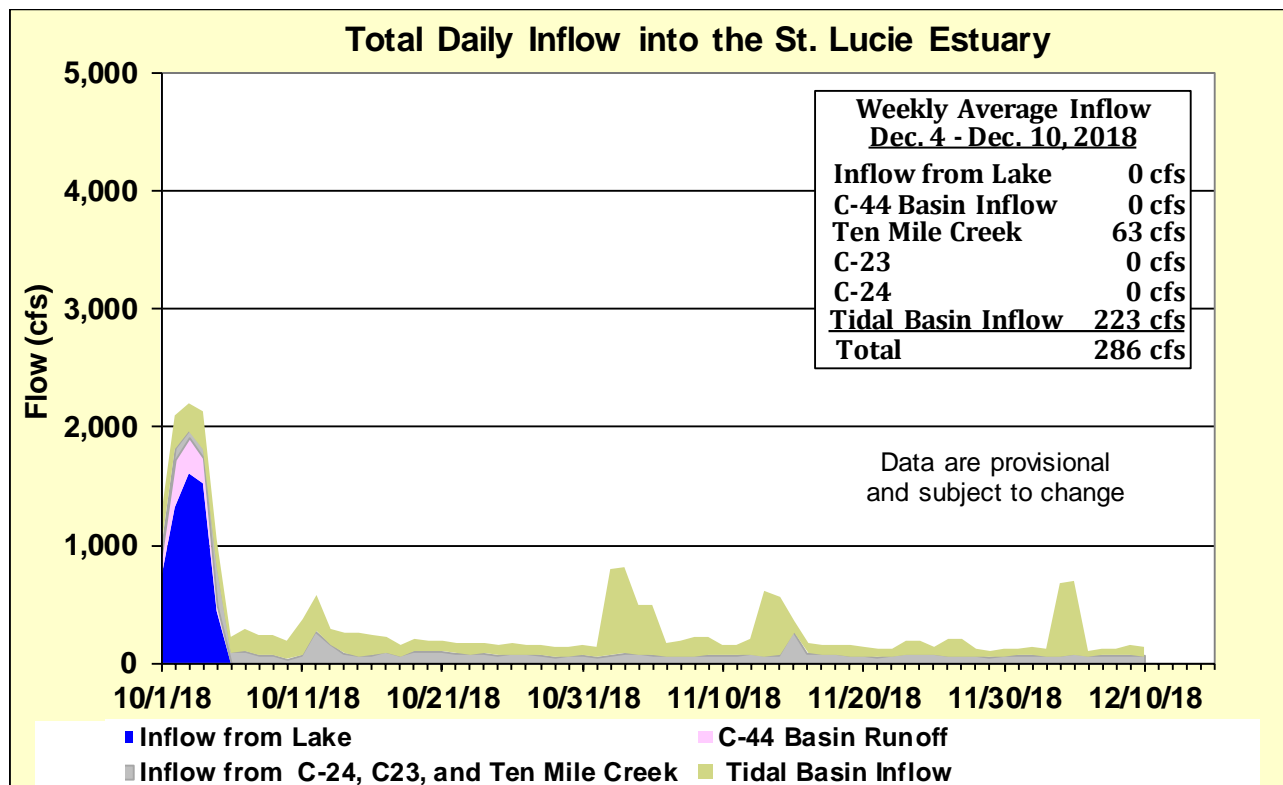 Total Daily Inflow into the St. Lucie Estuary
5,000
4,000
3,000
2,000
1,000
0
Flow (cfs)
Weekly Average Inflow
Dec. 4 - Dec. 10, 2018
Inflow from Lake 0 cfs
C-44 Basin Inflow 0 cfs
Ten Mile Creek 63 cfs
C-23 0 cfs
C-24 0 cfs
Tidal Basin Inflow 223 cfs
Total 286 cfs
Data are provisional
and subject to change
10/1/18 10/11/18 10/21/18 10/31/18 11/10/18 11/20/18 11/30/18 12/10/18
Inflow from Lake C-44 Basin Runoff
Inflow from C-24, C23, and Ten Mile Creek Tidal Basin Inflow